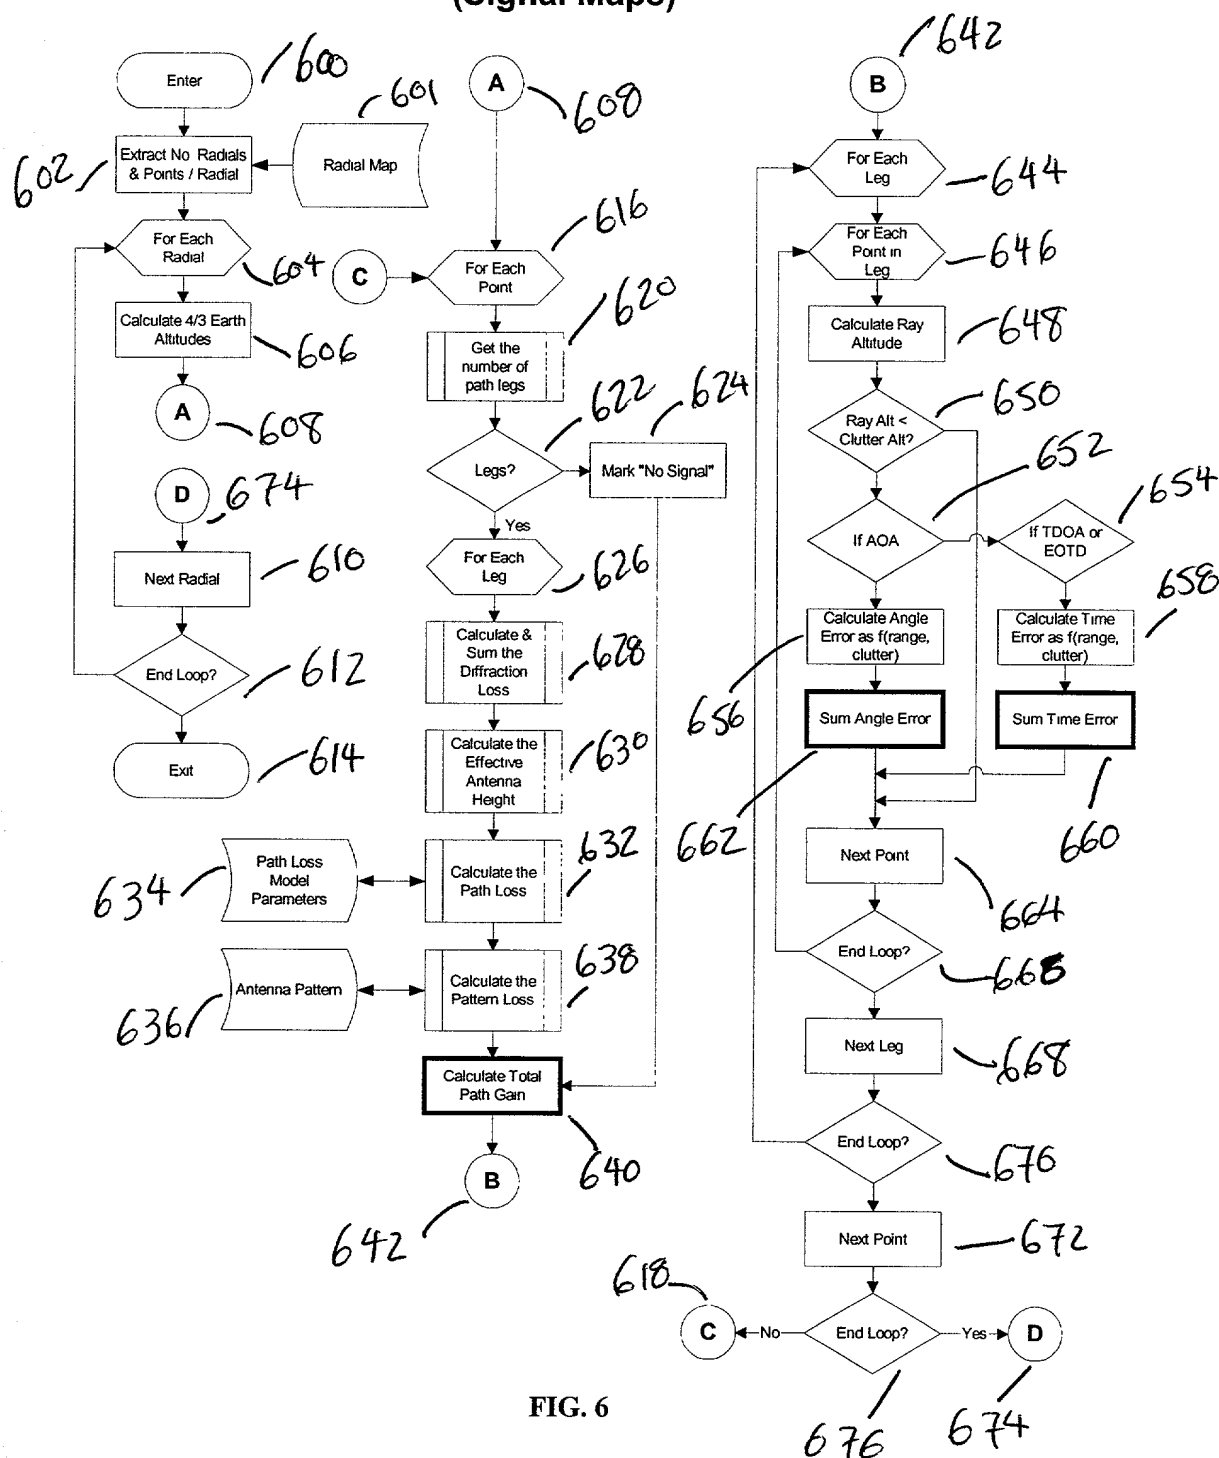 (Signal Maps)
Enter
600
Extract No Radials
& Points / Radial
602
Radial Map
601
For Each
Radial
604
Calculate 4/3 Earth
Altitudes
606
A
608
D
674
Next Radial
610
End Loop?
612
Exit
614
A
608
C
For Each
Point
616
Get the
number of
path legs
620
Legs?
622
Mark "No Signal"
624
Yes
For Each
Leg
626
Calculate &
Sum the
Diffraction
Loss
628
Calculate the
Effective
Antenna
Height
630
Path Loss
Model
Parameters
634
Calculate the
Path Loss
632
Antenna Pattern
636
Calculate the
Pattern Loss
638
Calculate Total
Path Gain
640
B
642
B
642
For Each
Leg
644
For Each
Point in
Leg
646
Calculate Ray
Altitude
648
Ray Alt <
Clutter Alt?
650
If AOA
652
If TDOA or
EOTD
654
Calculate Angle
Error as f(range,
clutter)
656
Calculate Time
Error as f(range,
clutter)
658
Sum Angle Error
662
Sum Time Error
660
Next Point
664
End Loop?
Next Leg
668
End Loop?
676
Next Point
672
618
C
No
End Loop?
Yes
D
676
674
FIG. 6